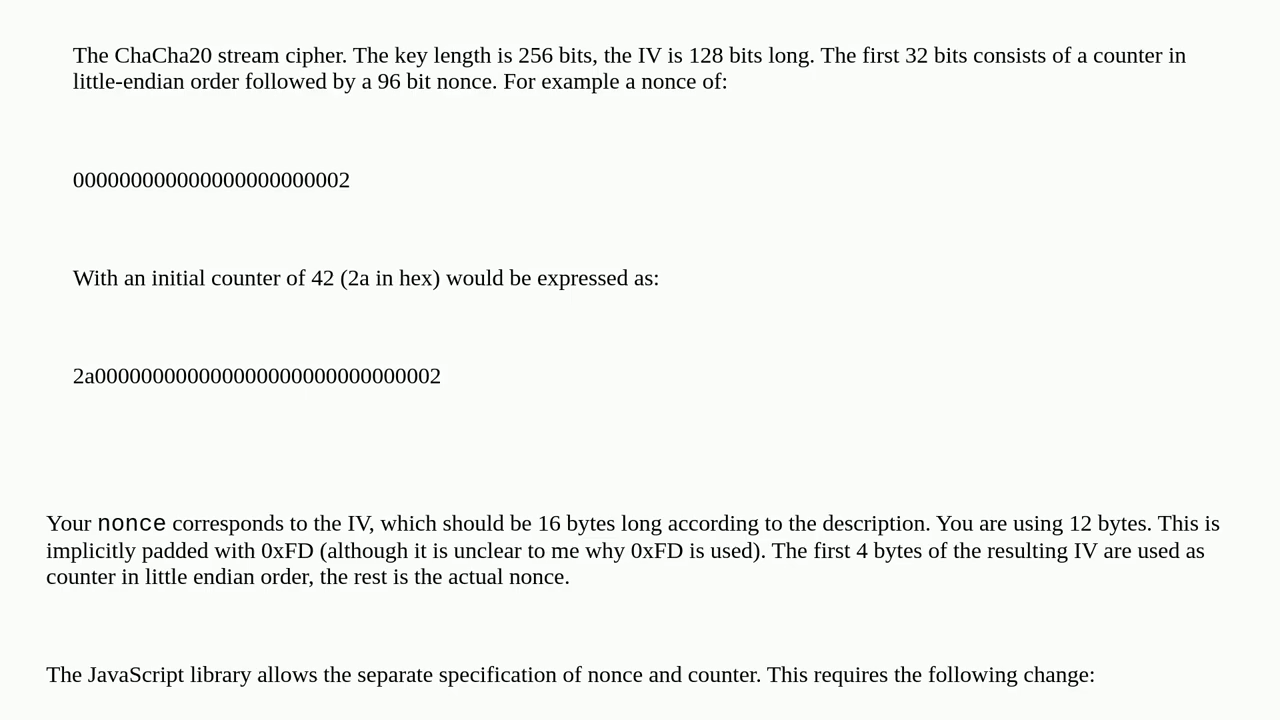 The ChaCha20 stream cipher. The key length is 256 bits, the IV is 128 bits long. The first 32 bits consists of a counter in
little-endian order followed by a 96 bit nonce. For example a nonce of:
000000000000000000000002
With an initial counter of 42 (2a in hex) would be expressed as:
2a000000000000000000000000000002
Your nonce corresponds to the IV, which should be 16 bytes long according to the description. You are using 12 bytes. This is
implicitly padded with 0xFD (although it is unclear to me why 0xFD is used). The first 4 bytes of the resulting IV are used as
counter in little endian order, the rest is the actual nonce.
The JavaScript library allows the separate specification of nonce and counter. This requires the following change: